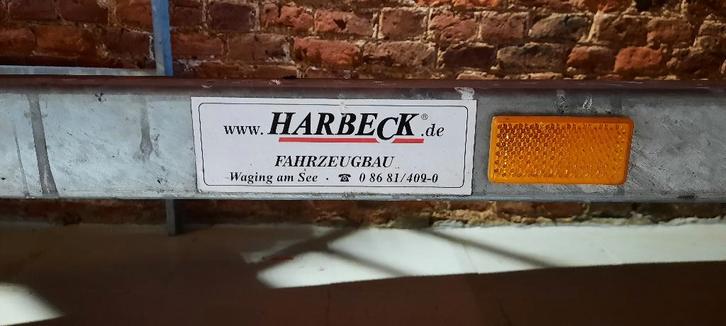 www.HARBECK®.de
FAHRZEUGBAU
Waging am See · ☎ 0 86 81/409-0